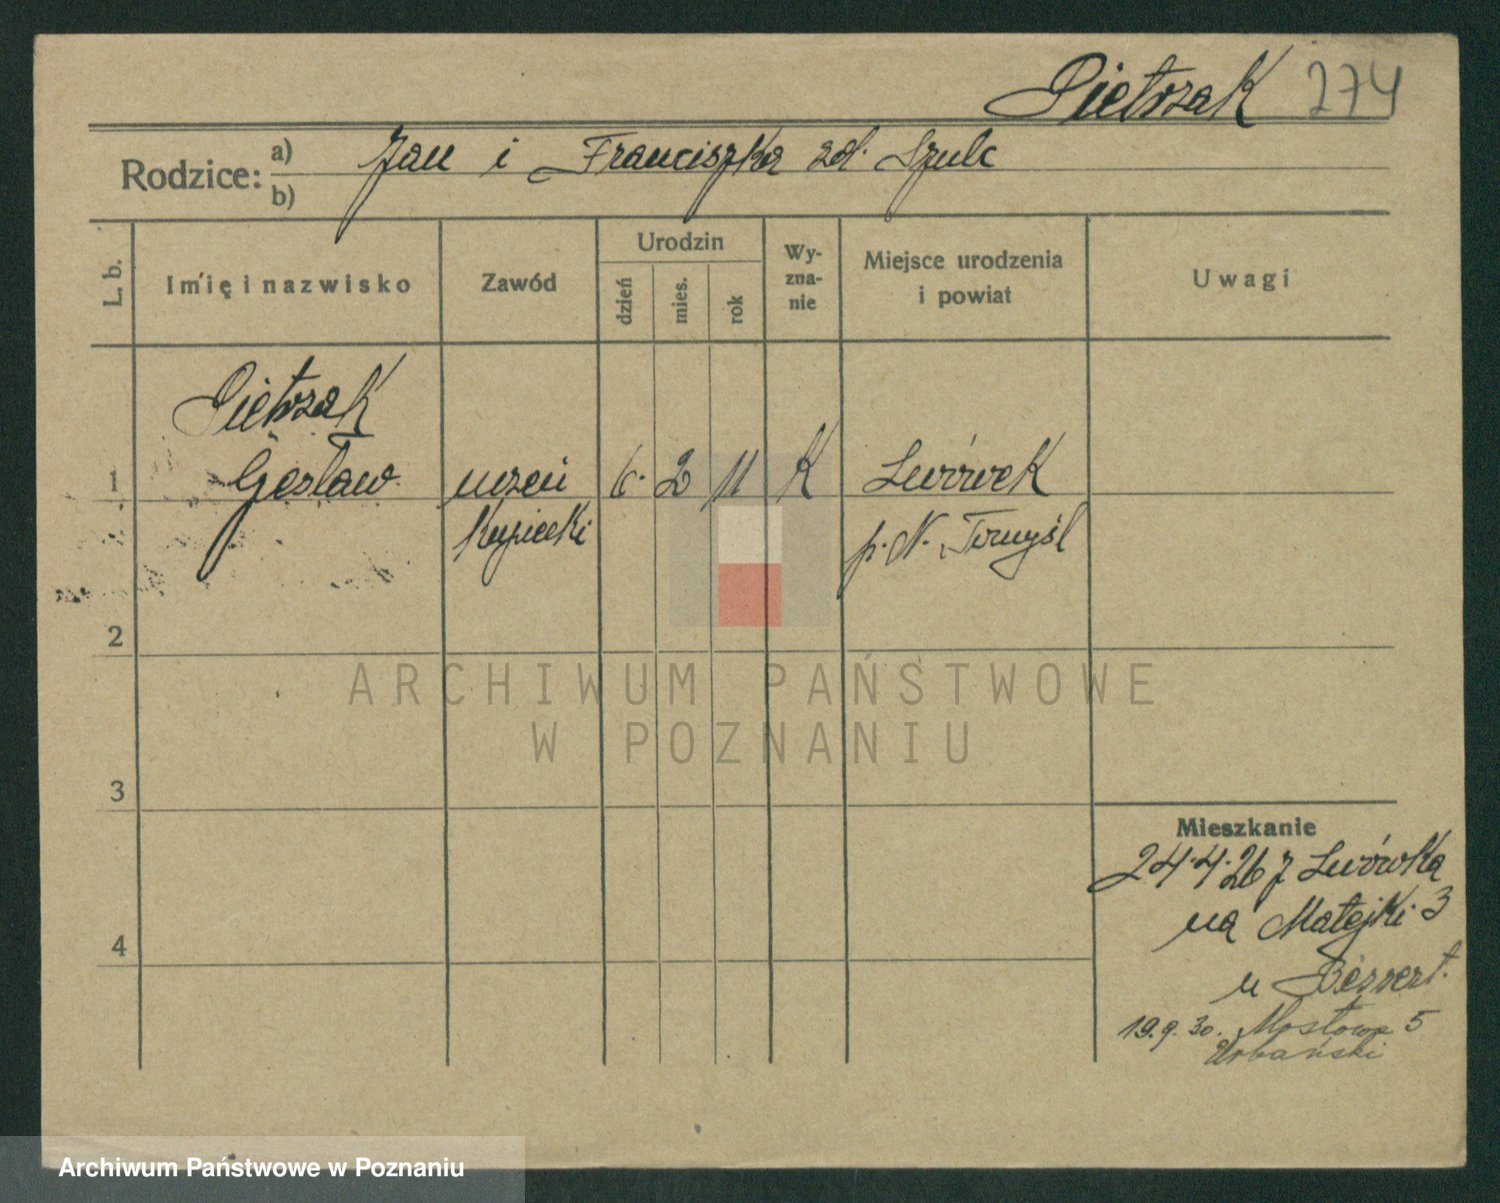 Pietrzak 274
Rodzice: a) Jan i Franciszka zd. Szulc
b)
L. b.
Imię i nazwisko
Zawód
Urodzin
dzień
mies.
rok
Wy-
zna-
nie
Miejsce urodzenia
i powiat
Uwagi
Pietrzak
1 Czesław uczeń 6. 2 11 K Lwówek
kupiecki p. N. Tomyśl
2
3
4
Mieszkanie
24.4.26 z Lwówka
na Matejki 3
u
19.9.30. Mostowa 5
Urbański
ARCHIWUM PAŃSTWOWE
W POZNANIU
Archiwum Państwowe w Poznaniu